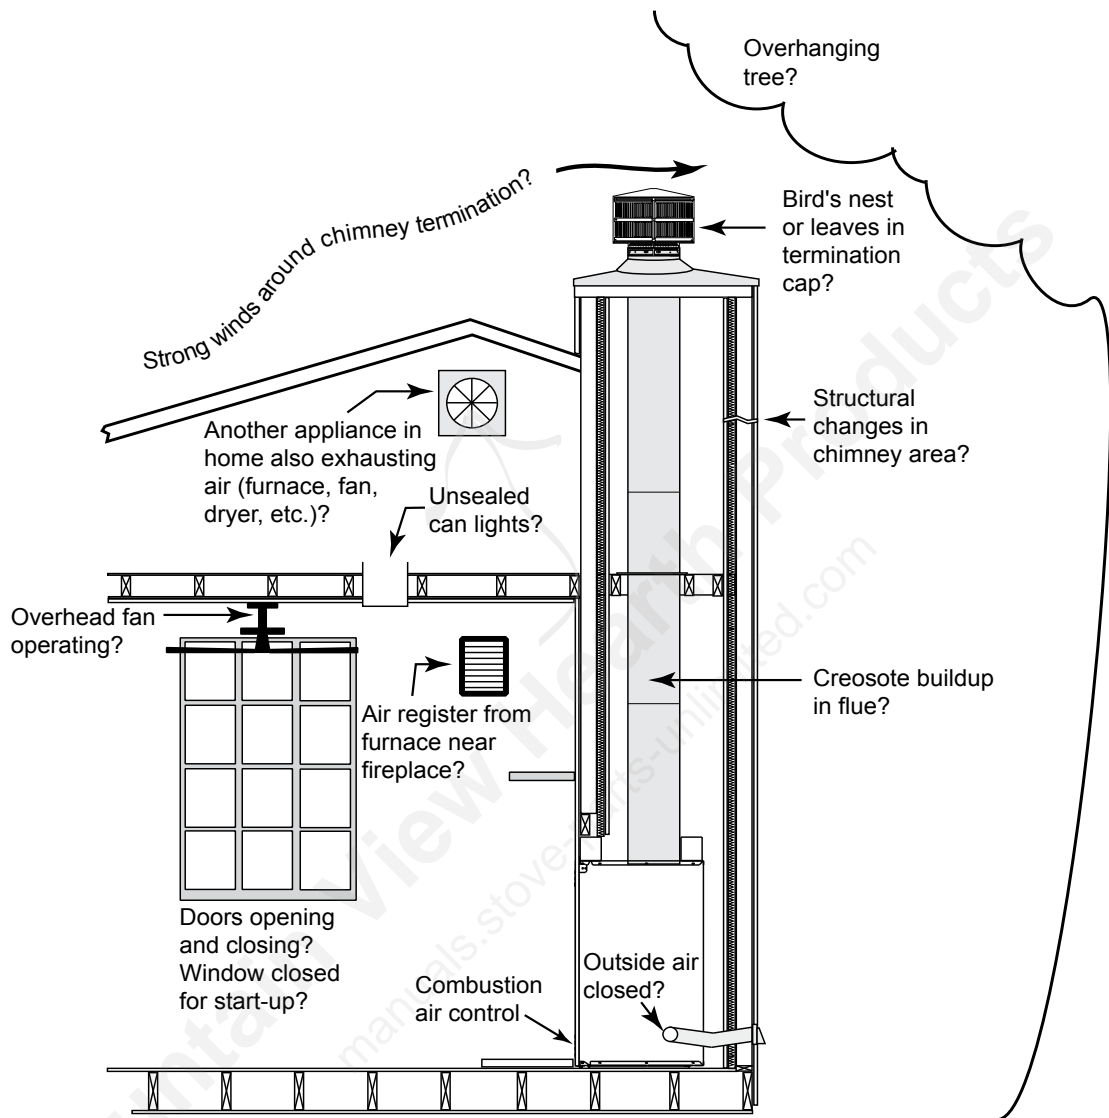 Overhanging
tree?
Strong winds around chimney termination?
Bird's nest
or leaves in
termination
cap?
Structural
changes in
chimney area?
Another appliance in
home also exhausting
air (furnace, fan,
dryer, etc.)?
Unsealed
can lights?
Overhead fan
operating?
Air register from
furnace near
fireplace?
Creosote buildup
in flue?
Doors opening
and closing?
Window closed
for start-up?
Combustion
air control
Outside air
closed?
View Hearth Products